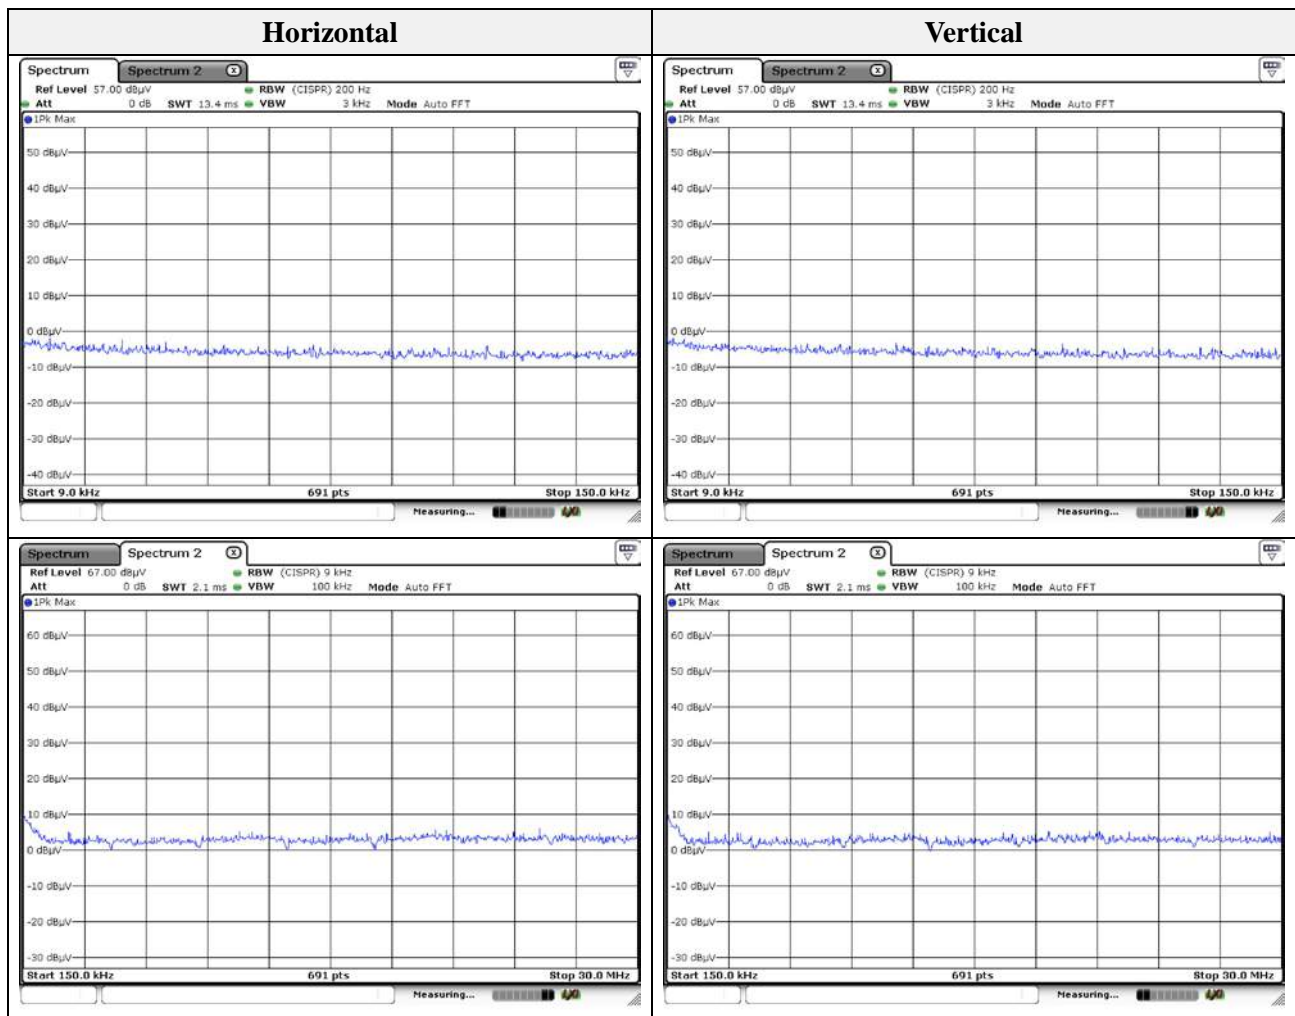 Horizontal
Vertical
Spectrum Spectrum 2 X
Ref Level 57.00 dBµV RBW (CISPR) 200 Hz
Att 0 dB SWT 13.4 ms VBW 3 kHz Mode Auto FFT
1Pk Max
50 dBµV
40 dBµV
30 dBµV
20 dBµV
10 dBµV
0 dBµV
-10 dBµV
-20 dBµV
-30 dBµV
-40 dBµV
Start 9.0 kHz 691 pts Stop 150.0 kHz
Measuring...
Spectrum Spectrum 2 X
Ref Level 57.00 dBµV RBW (CISPR) 200 Hz
Att 0 dB SWT 13.4 ms VBW 3 kHz Mode Auto FFT
1Pk Max
50 dBµV
40 dBµV
30 dBµV
20 dBµV
10 dBµV
0 dBµV
-10 dBµV
-20 dBµV
-30 dBµV
-40 dBµV
Start 9.0 kHz 691 pts Stop 150.0 kHz
Measuring...
Spectrum Spectrum 2 X
Ref Level 67.00 dBµV RBW (CISPR) 9 kHz
Att 0 dB SWT 2.1 ms VBW 100 kHz Mode Auto FFT
1Pk Max
60 dBµV
50 dBµV
40 dBµV
30 dBµV
20 dBµV
10 dBµV
0 dBµV
-10 dBµV
-20 dBµV
-30 dBµV
Start 150.0 kHz 691 pts Stop 30.0 MHz
Measuring...
Spectrum Spectrum 2 X
Ref Level 67.00 dBµV RBW (CISPR) 9 kHz
Att 0 dB SWT 2.1 ms VBW 100 kHz Mode Auto FFT
1Pk Max
60 dBµV
50 dBµV
40 dBµV
30 dBµV
20 dBµV
10 dBµV
0 dBµV
-10 dBµV
-20 dBµV
-30 dBµV
Start 150.0 kHz 691 pts Stop 30.0 MHz
Measuring...